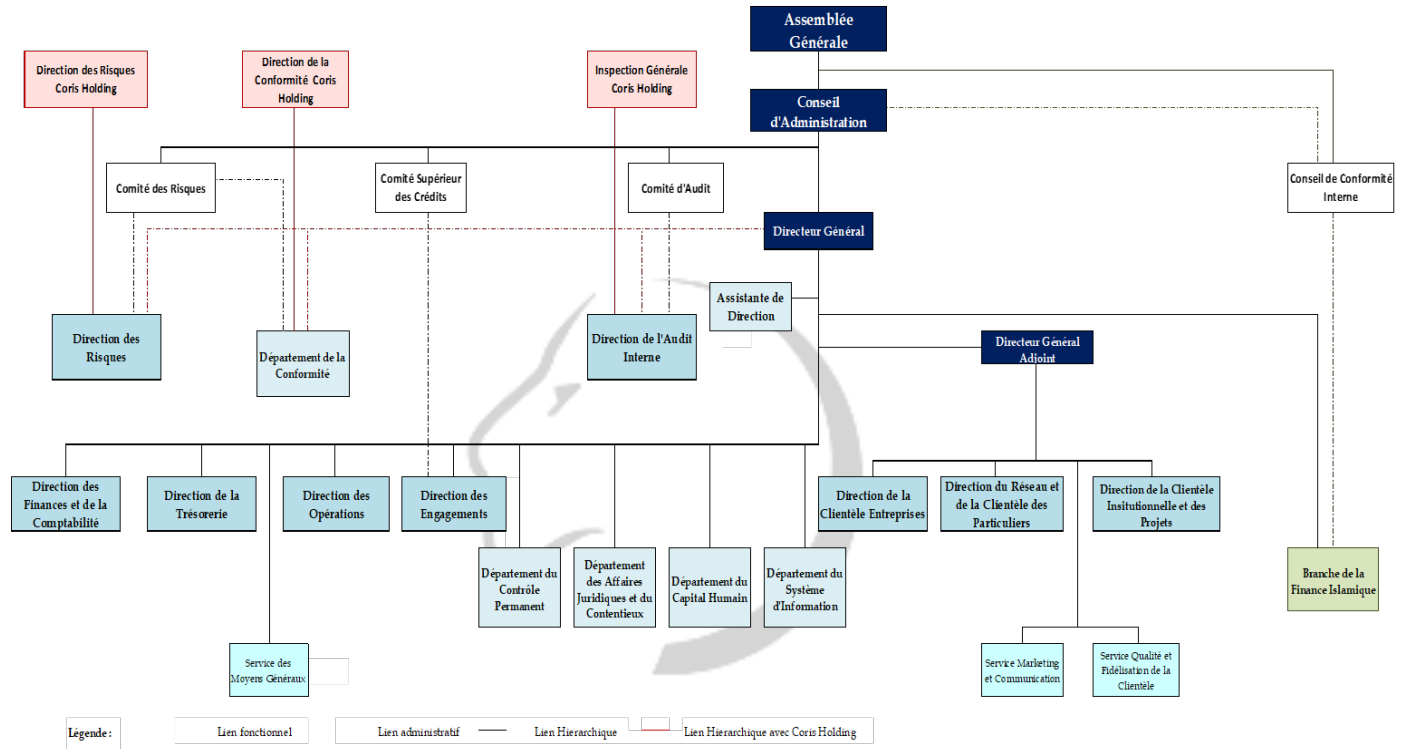 Assemblée
Générale
Direction des Risques
Coris Holding
Direction de la
Conformité Coris
Holding
Inspection Générale
Coris Holding
Conseil
d'Administration
Comité des Risques
Comité Supérieur
des Crédits
Comité d'Audit
Conseil de Conformité
Interne
Directeur Général
Assistante de
Direction
Direction des
Risques
Département de la
Conformité
Direction de l'Audit
Interne
Directeur Général
Adjoint
Direction des
Finances et de la
Comptabilité
Direction de la
Trésorerie
Direction des
Opérations
Direction des
Engagements
Direction de la
Clientèle Entreprises
Direction du Réseau et
de la Clientèle des
Particuliers
Direction de la Clientèle
Insitutionnelle et des
Projets
Département du
Contrôle
Permanent
Département
des Affaires
Juridiques et du
Contentieux
Département du
Capital Humain
Département du
Système
d'Information
Branche de la
Finance Islamique
Service des
Moyens Généraux
Service Marketing
et Communication
Service Qualité et
Fidélisation de la
Clientèle
Légende :
Lien fonctionnel
Lien administratif
Lien Hierarchique
Lien Hierarchique avec Coris Holding